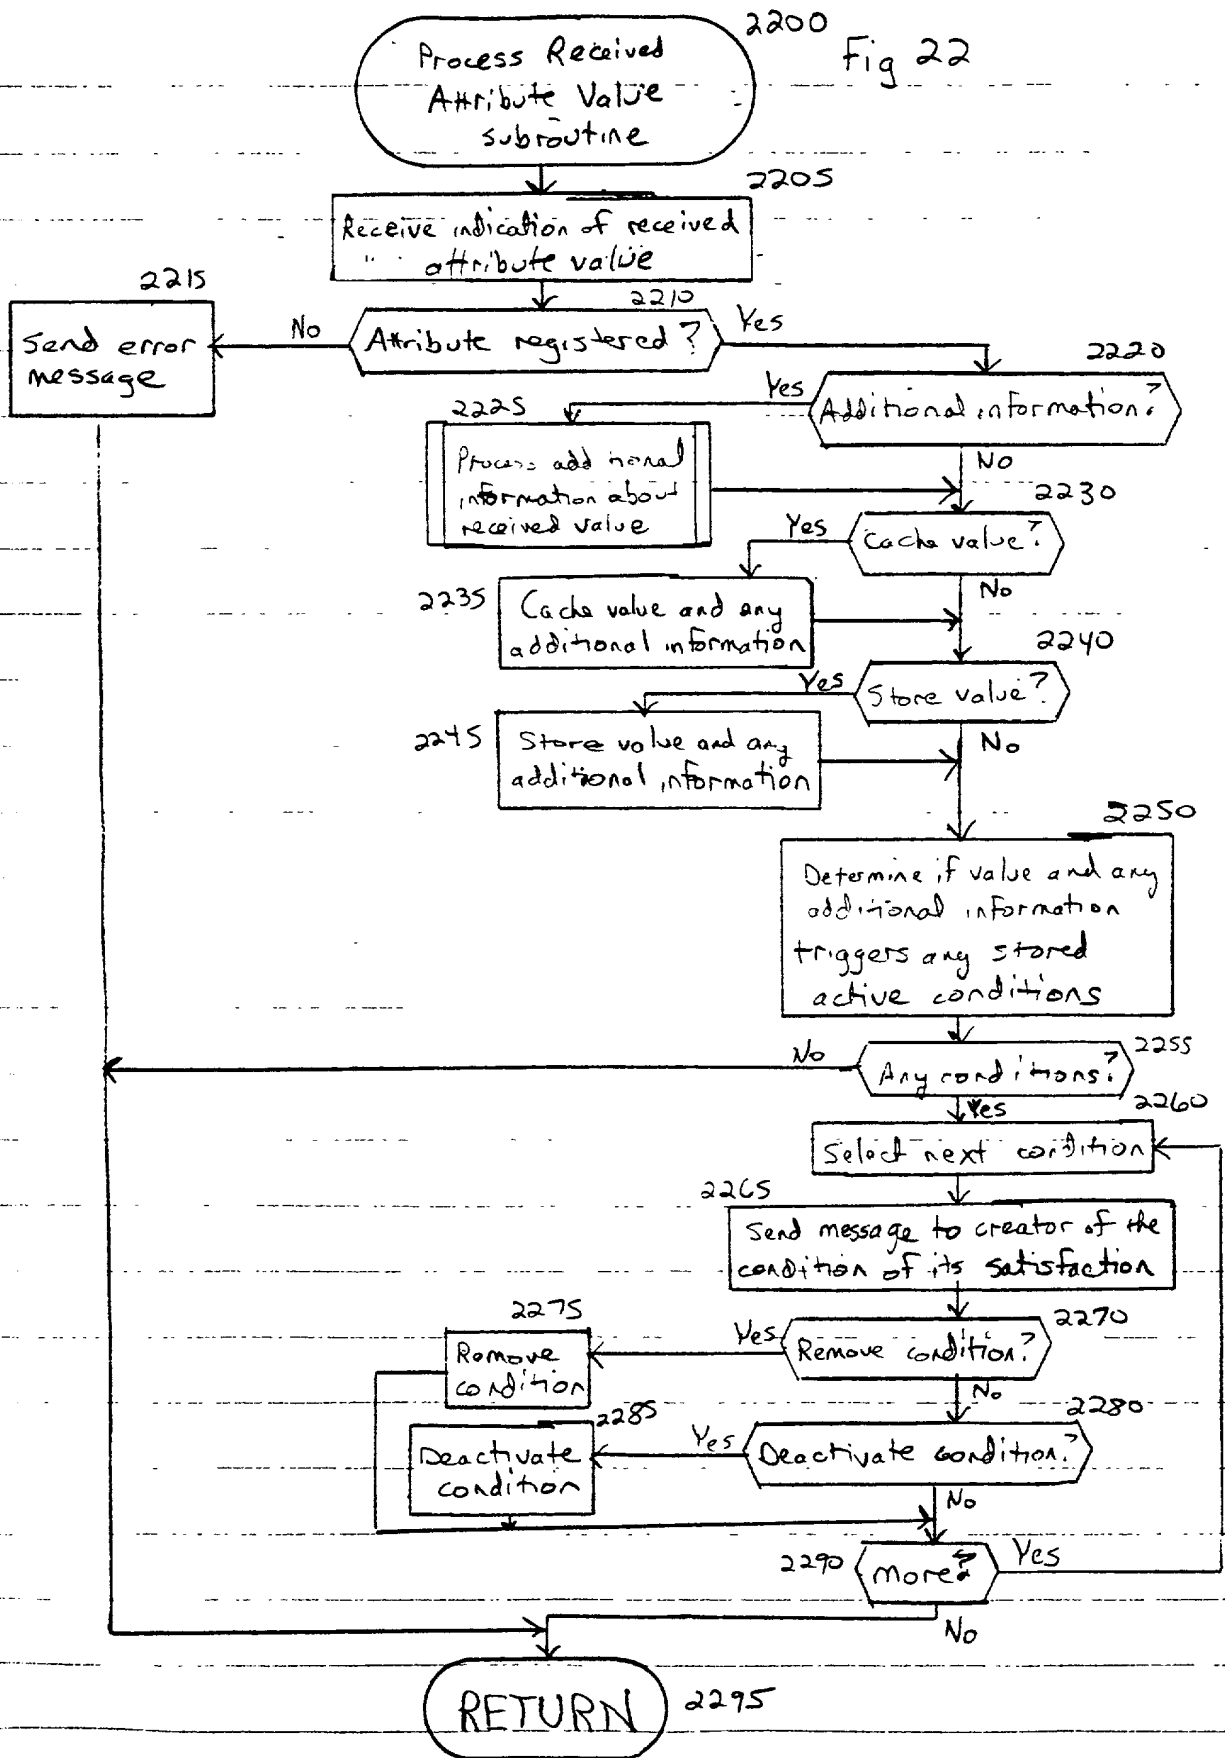 2200
Fig 22
Process Received
Attribute Value
subroutine
2205
Receive indication of received
attribute value
2215
2210
Send error
message
No
Attribute registered?
Yes
2220
Yes
Additional information?
2225
Process additional
information about
received value
No
2230
Yes
Cache value?
2235
Cache value and any
additional information
No
2240
Yes
Store value?
2245
Store value and any
additional information
No
2250
Determine if value and any
additional information
triggers any stored
active conditions
No
Any conditions?
2255
Yes
2260
Select next condition
2265
Send message to creator of the
condition of its satisfaction
2275
2270
Remove
condition
Yes
Remove condition?
No
2285
2280
Deactivate
condition
Yes
Deactivate condition?
No
2290
More?
Yes
No
RETURN
2295